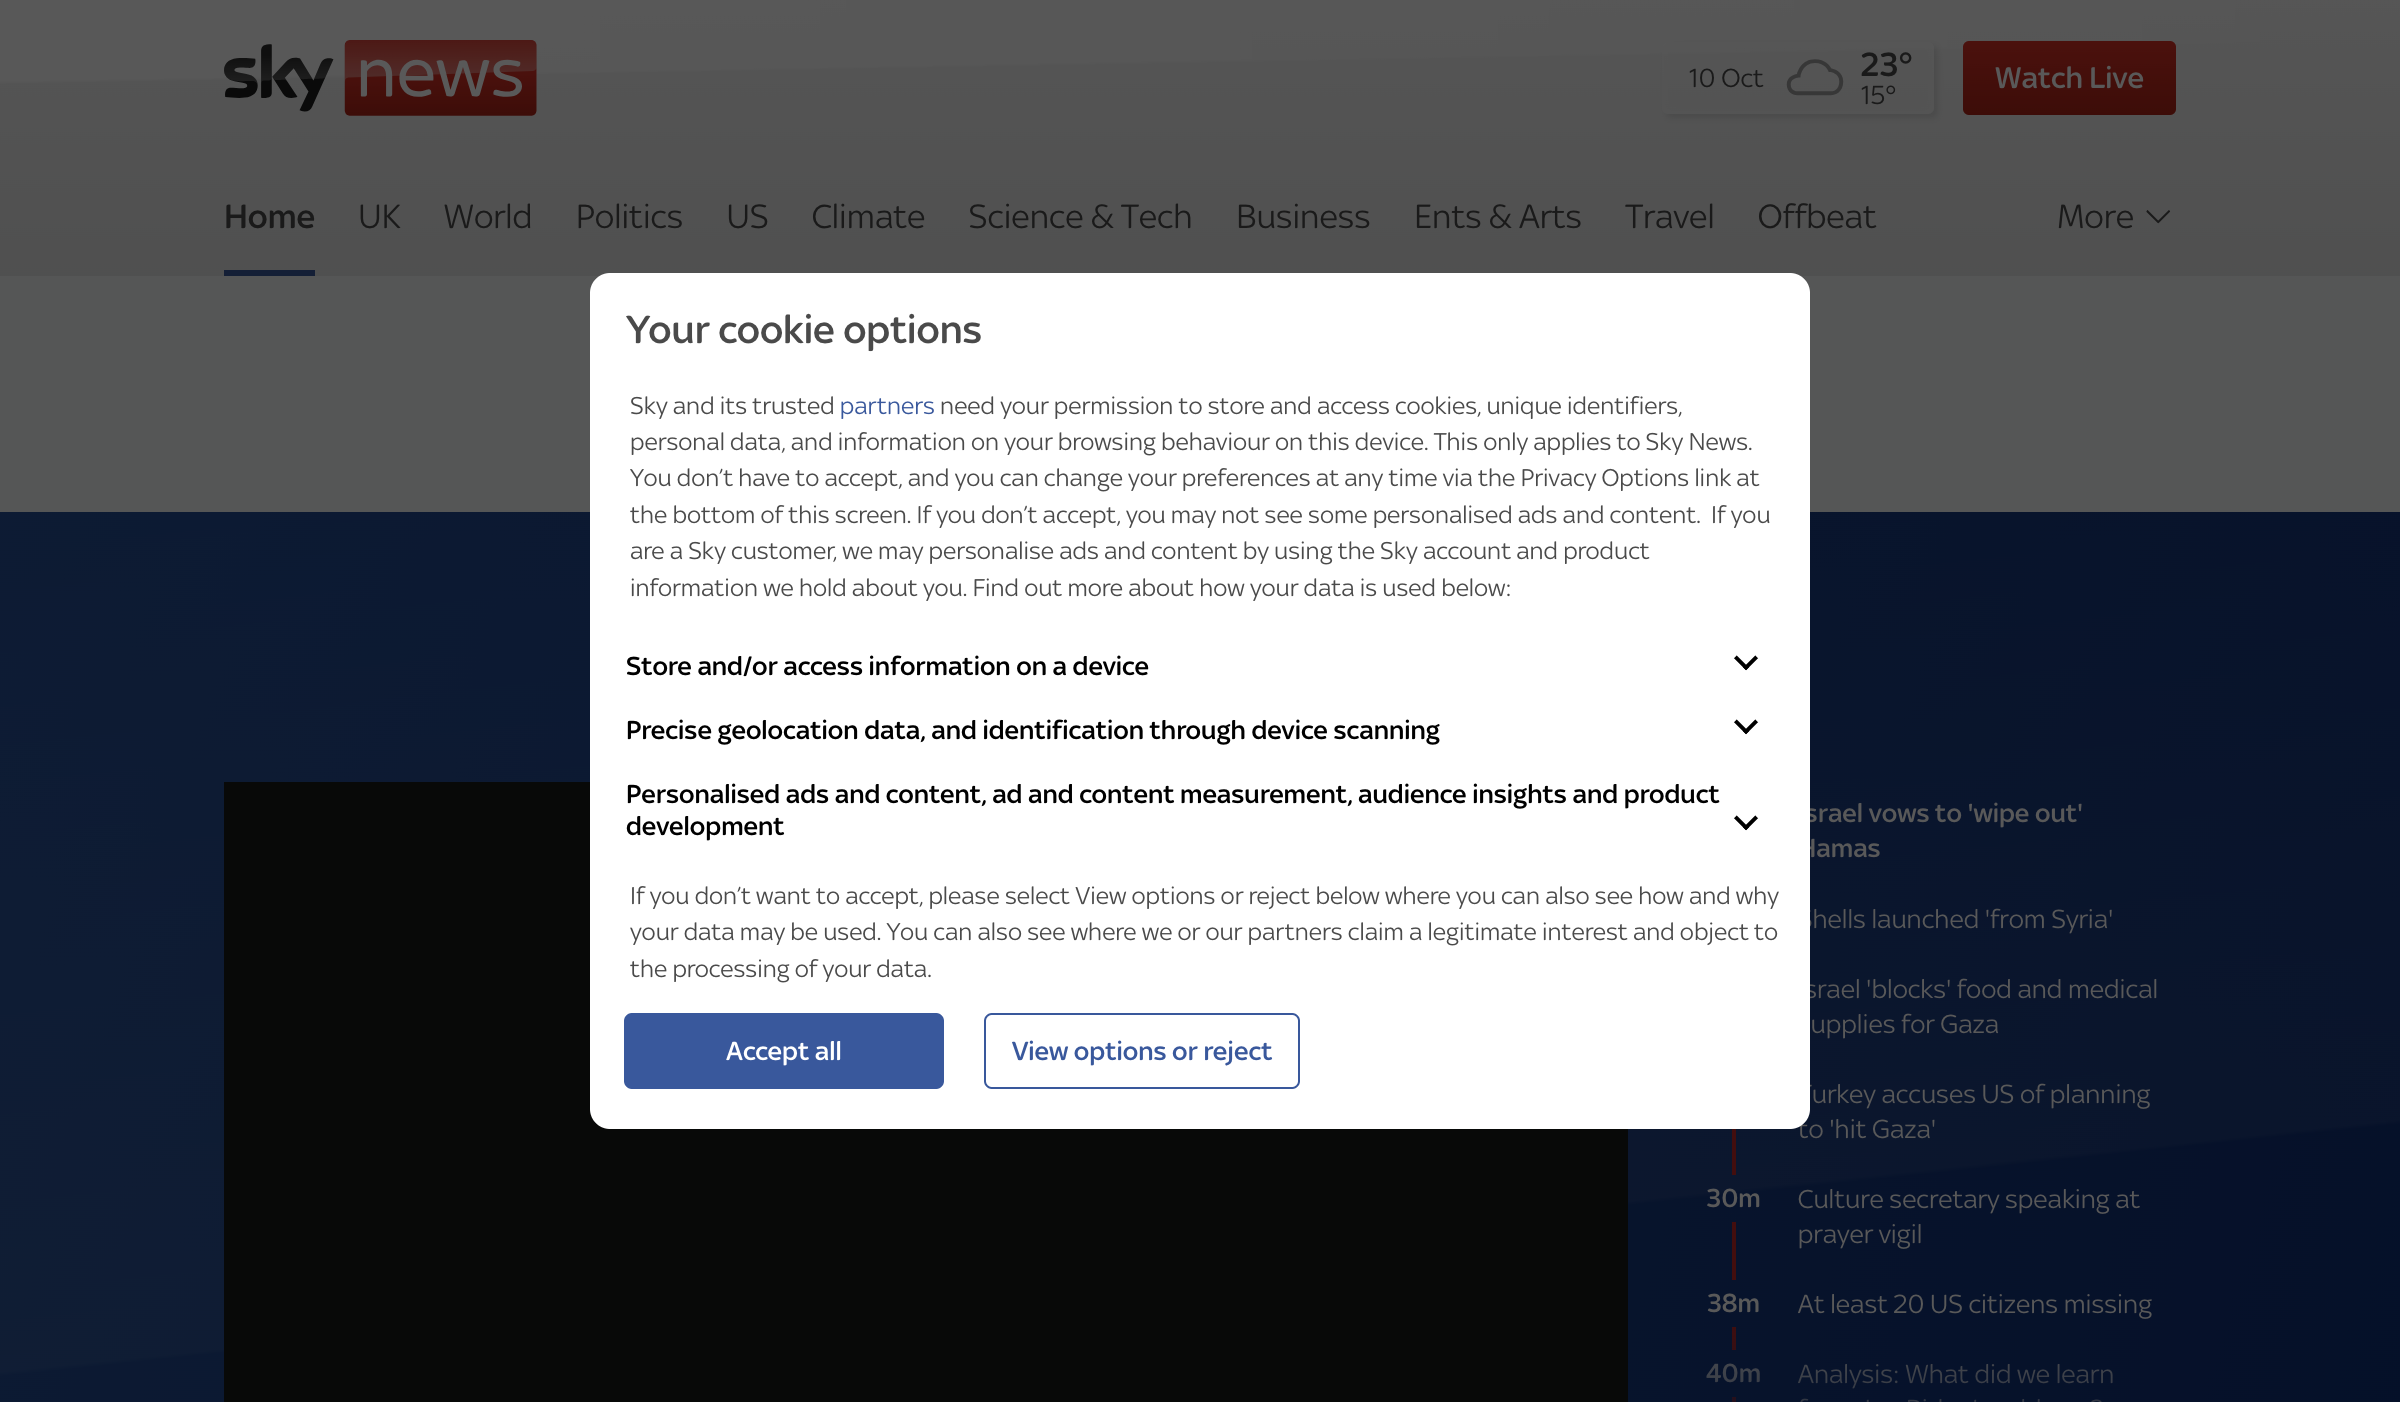 sky news
10 Oct
23°
15°
Watch Live
Home UK World Politics US Climate Science & Tech Business Ents & Arts Travel Offbeat More
Your cookie options
Sky and its trusted partners need your permission to store and access cookies, unique identifiers,
personal data, and information on your browsing behaviour on this device. This only applies to Sky News.
You don’t have to accept, and you can change your preferences at any time via the Privacy Options link at
the bottom of this screen. If you don’t accept, you may not see some personalised ads and content.  If you
are a Sky customer, we may personalise ads and content by using the Sky account and product
information we hold about you. Find out more about how your data is used below:
Store and/or access information on a device
Precise geolocation data, and identification through device scanning
Personalised ads and content, ad and content measurement, audience insights and product
development
If you don’t want to accept, please select View options or reject below where you can also see how and why
your data may be used. You can also see where we or our partners claim a legitimate interest and object to
the processing of your data.
Accept all
View options or reject
srael vows to 'wipe out'
Hamas
hells launched 'from Syria'
srael 'blocks' food and medical
upplies for Gaza
Turkey accuses US of planning
to 'hit Gaza'
30m Culture secretary speaking at
prayer vigil
38m At least 20 US citizens missing
40m Analysis: What did we learn